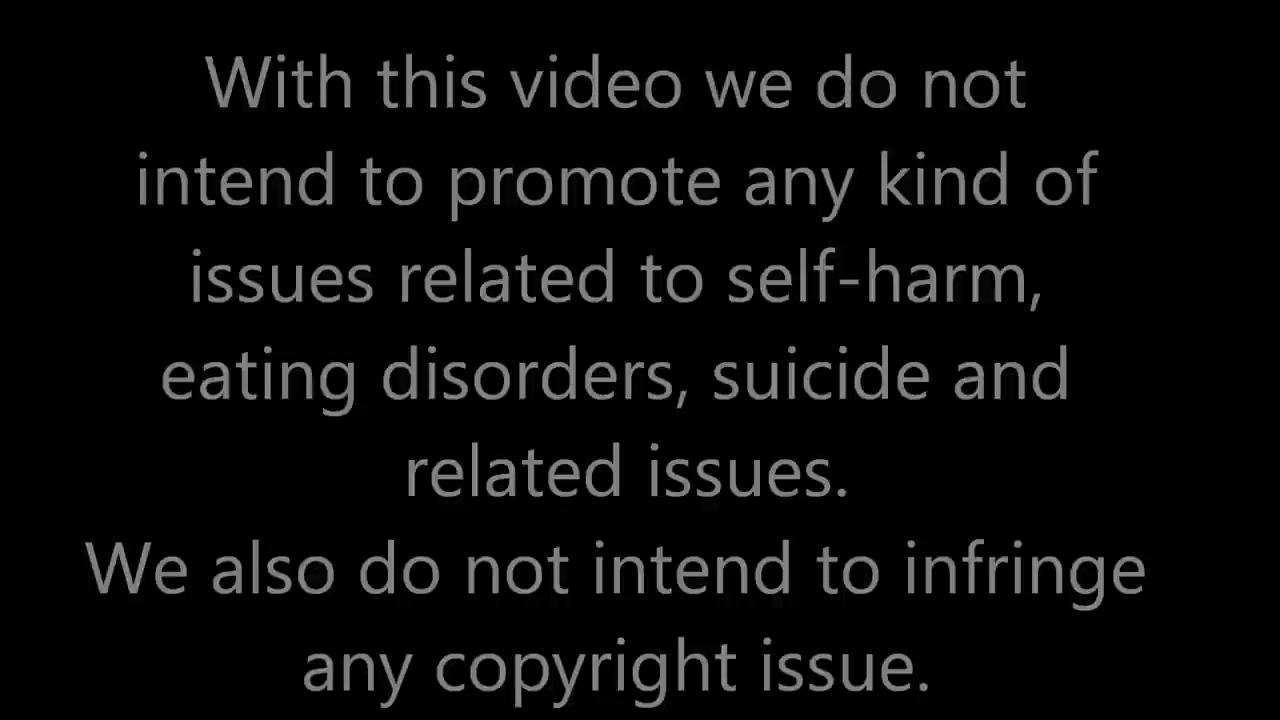 With this video we do not
intend to promote any kind of
issues related to self-harm,
eating disorders, suicide and
related issues.
We also do not intend to infringe
any copyright issue.